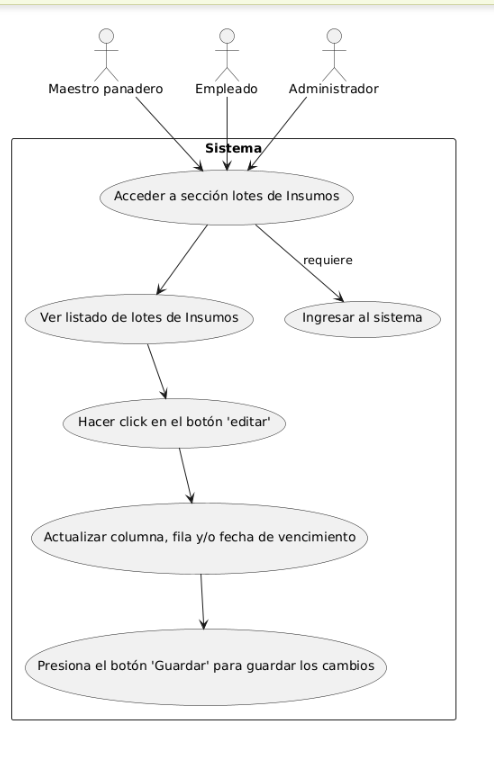 Maestro panadero
Empleado
Administrador
Sistema
Acceder a sección lotes de Insumos
requiere
Ver listado de lotes de Insumos
Ingresar al sistema
Hacer click en el botón 'editar'
Actualizar columna, fila y/o fecha de vencimiento
Presiona el botón 'Guardar' para guardar los cambios